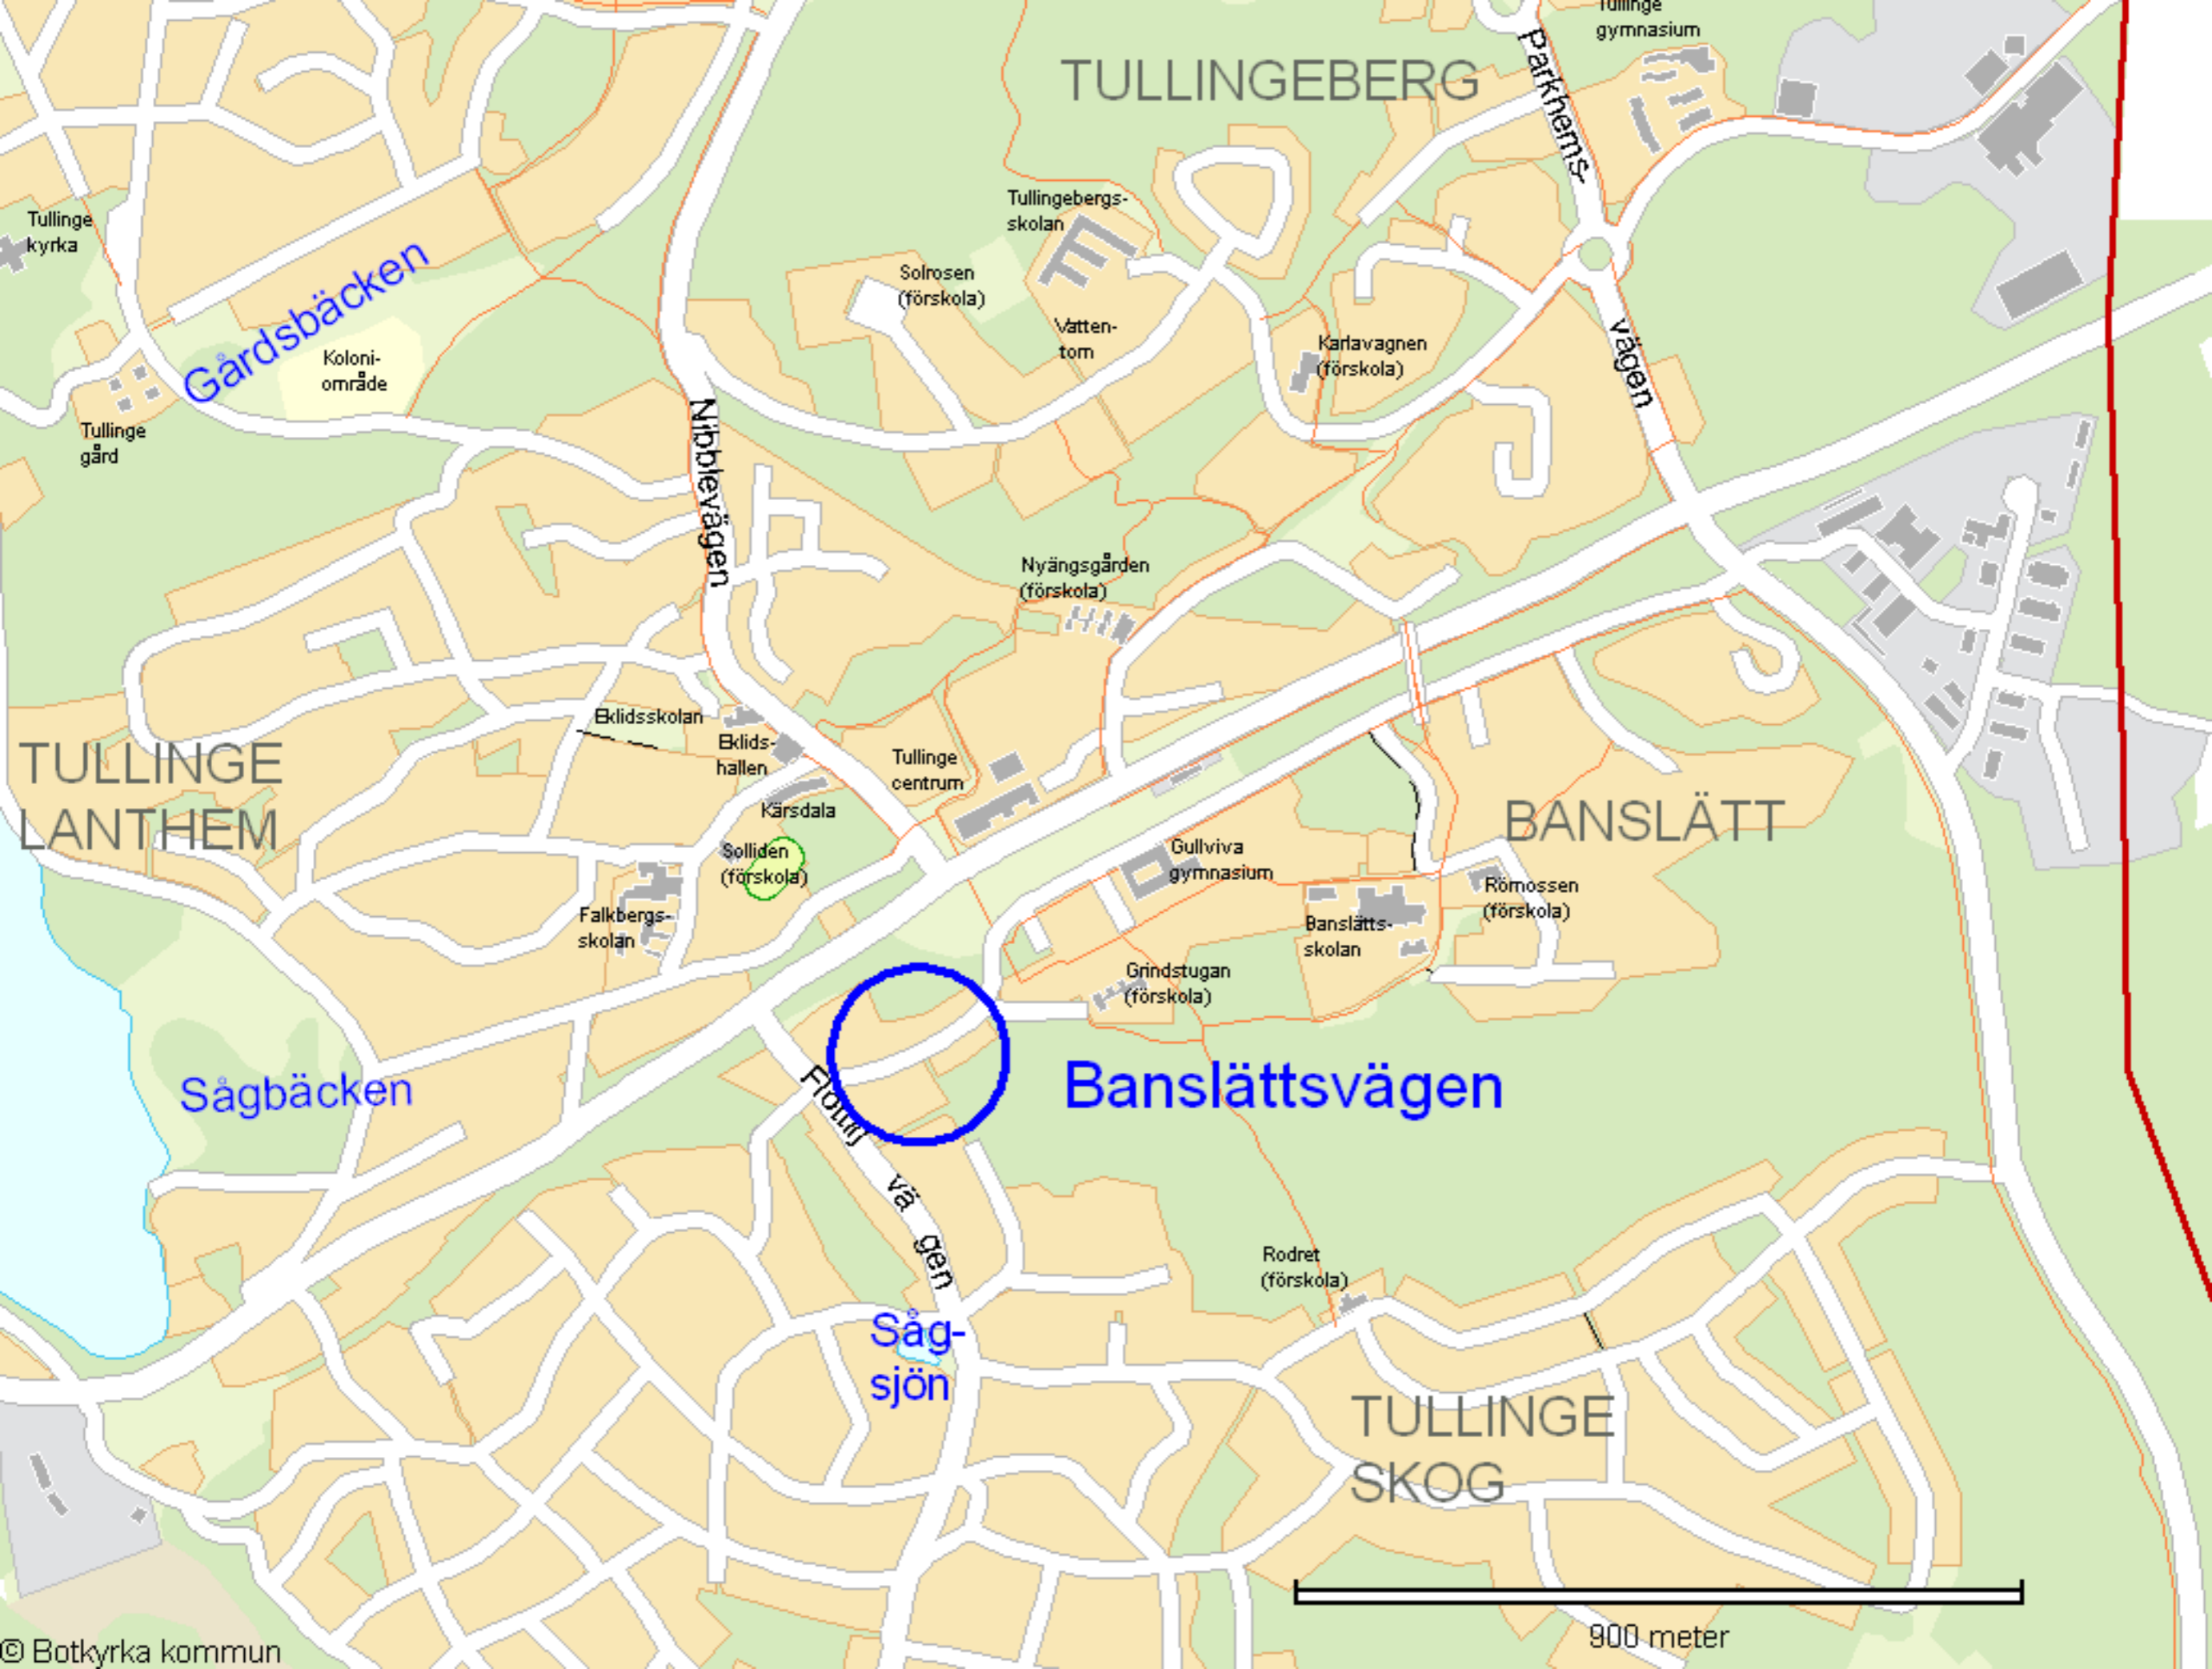 Tullinge
gymnasium
TULLINGEBERG
Parkhems-
vägen
Tullinge
kyrka
Tullingebergs-
skolan
Gårdsbäcken
Solrosen
(förskola)
Vatten-
torn
Karlavagnen
(förskola)
Koloni-
område
Tullinge
gård
Nibblevägen
Nyängsgården
(förskola)
Eklidsskolan
Eklids-
hallen
Tullinge
centrum
TULLINGE
LANTHEM
Kärsdala
BANSLÄTT
Solliden
(förskola)
Gullviva
gymnasium
Römossen
(förskola)
Falkbergs-
skolan
Banslätts-
skolan
Grindstugan
(förskola)
Sågbäcken
Banslättsvägen
vä
gen
Rodret
(förskola)
Såg-
sjön
TULLINGE
SKOG
900 meter
© Botkyrka kommun